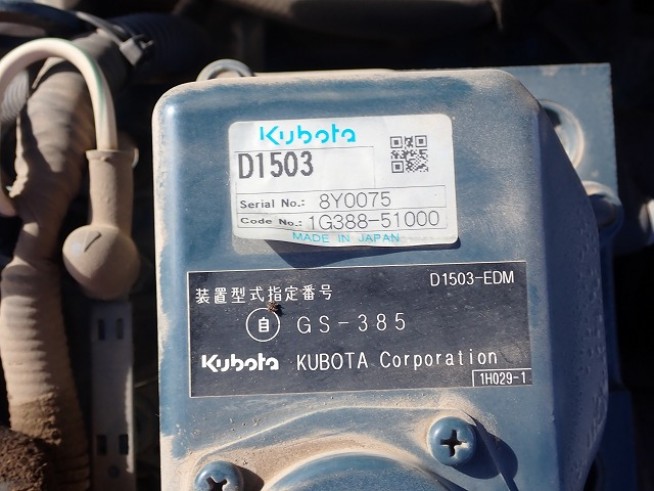 Kubota
D1503
Serial No.: 8Y0075
Code No.: 1G388-51000
MADE IN JAPAN
D1503-EDM
装置型式指定番号
自 GS-385
Kubota KUBOTA Corporation
1H029-1